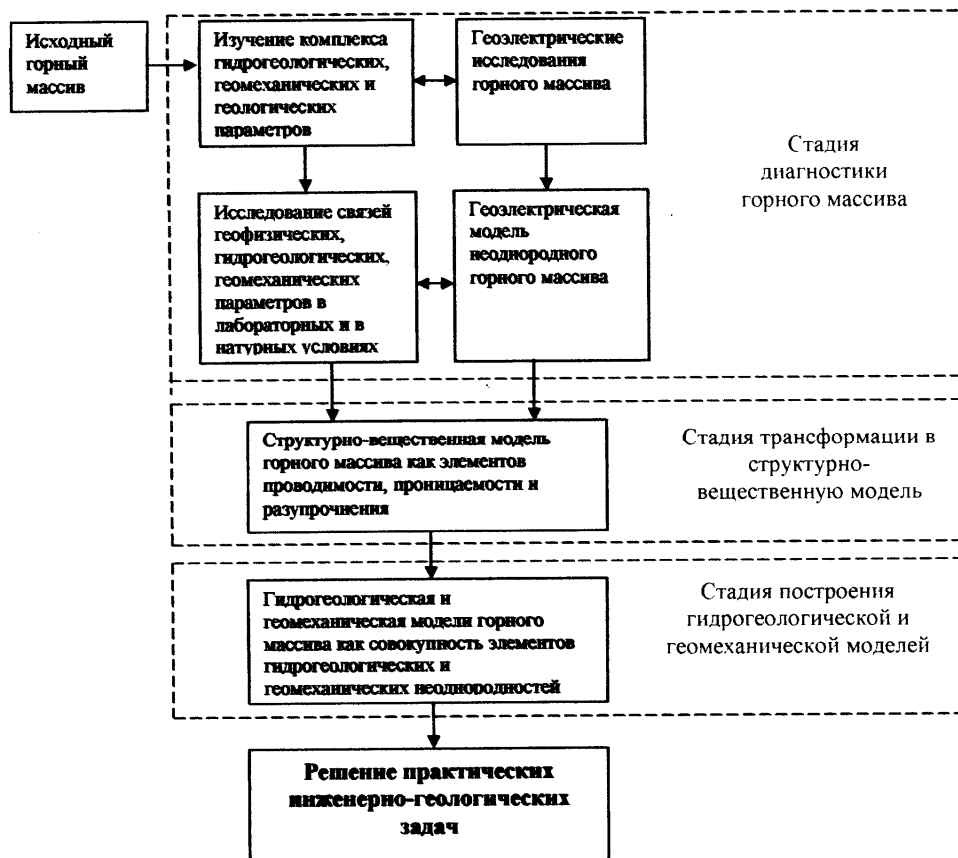 Исходный
горный
массив
Изучение комплекса
гидрогеологических,
геомеханических и
геологических
параметров
Геоэлектрические
исследования
горного массива
Стадия
диагностики
горного массива
Исследование связей
геофизических,
гидрогеологических,
геомеханических
параметров в
лабораторных и в
натурных условиях
Геоэлектрическая
модель
неоднородного
горного массива
Структурно-вещественная модель
горного массива как элементов
проводимости, проницаемости и
разупрочнения
Стадия трансформации в
структурно-
вещественную модель
Гидрогеологическая и
геомеханическая модели горного
массива как совокупность элементов
гидрогеологических и
геомеханических неоднородностей
Стадия построения
гидрогеологической и
геомеханической моделей
Решение практических
инженерно-геологических
задач